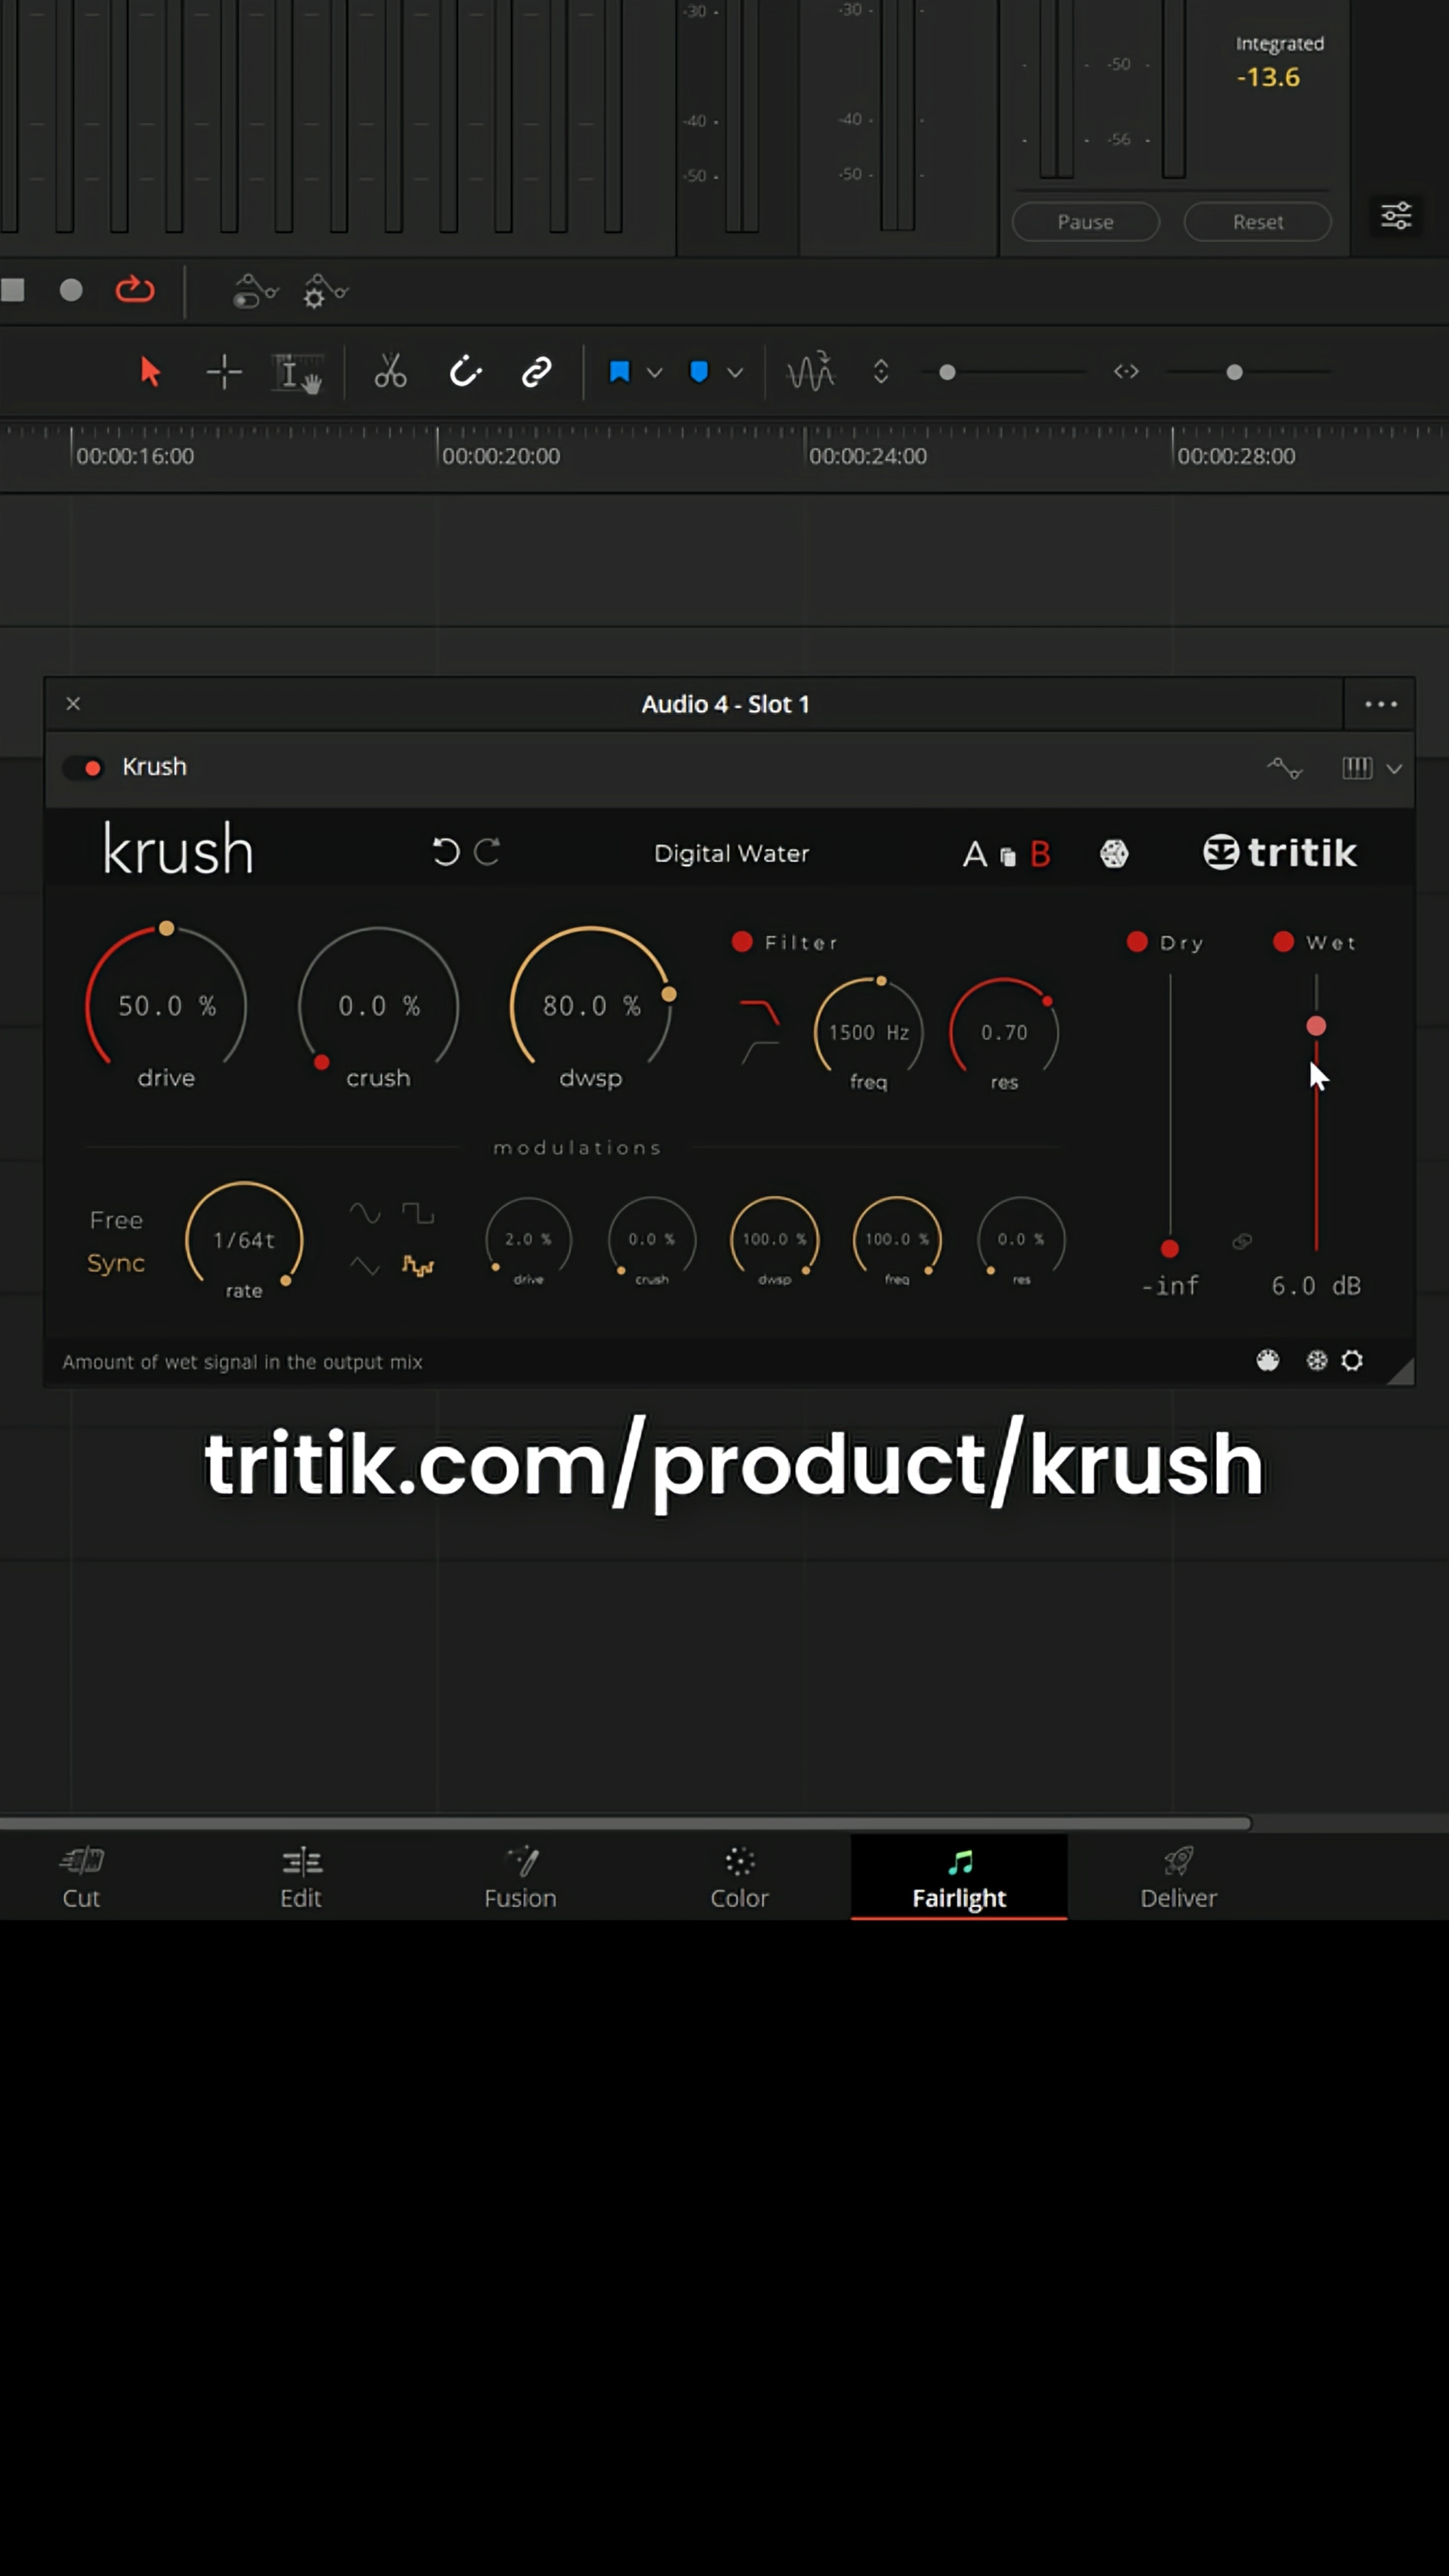 -30 -
-30 -
Integrated
-13.6
- -50 -
-40 -
-40 -
- -56 -
-50 -
-50 -
Pause
Reset
00:00:16:00
00:00:20:00
00:00:24:00
00:00:28:00
Audio 4 - Slot 1
Krush
krush
Digital Water
A B
tritik
Filter
Dry
Wet
50.0 %
0.0 %
80.0 %
1500 Hz
0.70
drive
crush
dwsp
freq
res
modulations
Free
Sync
1/64t
rate
2.0 %
0.0 %
100.0 %
100.0 %
0.0 %
drive
crush
dwsp
freq
res
-inf
6.0 dB
Amount of wet signal in the output mix
tritik.com/product/krush
Cut
Edit
Fusion
Color
Fairlight
Deliver